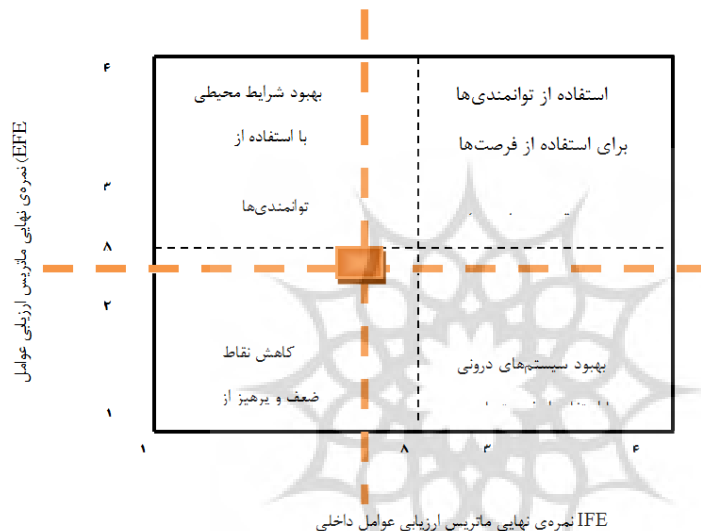 ۴
بهبود شرایط محیطی
با استفاده از
توانمندی‌ها
استفاده از توانمندی‌ها
برای استفاده از فرصت‌ها
۳
۸
۲
۱
EFE) نمره‌ی نهایی ماتریس ارزیابی عوامل
کاهش نقاط
ضعف و پرهیز از
بهبود سیستم‌های درونی
۱
۸
۳
۴
IFE نمره‌ی نهایی ماتریس ارزیابی عوامل داخلی